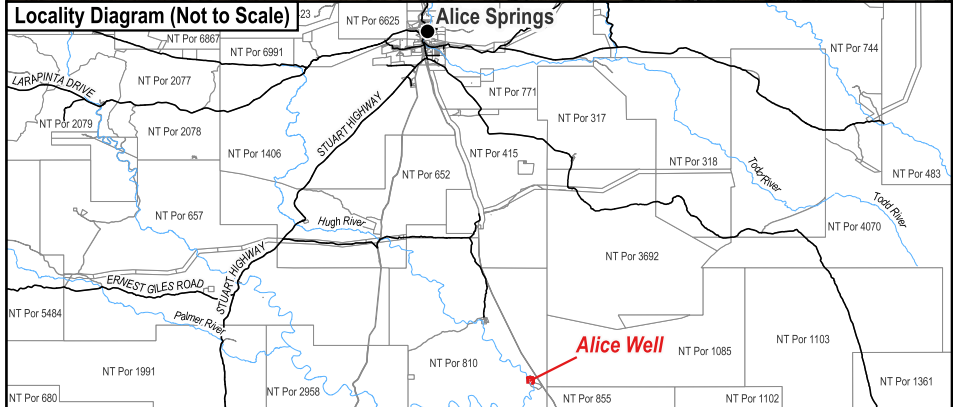 Locality Diagram (Not to Scale)
-23
NT Por 6625
Alice Springs
NT Por 6867
NT Por 6991
NT Por 744
LARAPINTA DRIVE
NT Por 2077
NT Por 771
STUART HIGHWAY
NT Por 317
NT Por 2079
NT Por 2078
NT Por 1406
NT Por 415
NT Por 318
NT Por 652
Todd River
NT Por 483
Todd River
NT Por 657
Hugh River
NT Por 4070
STUART HIGHWAY
NT Por 3692
ERNEST GILES ROAD
NT Por 5484
Palmer River
Alice Well
NT Por 1103
NT Por 1085
NT Por 810
NT Por 1991
NT Por 1361
NT Por 2958
NT Por 680
NT Por 855
NT Por 1102